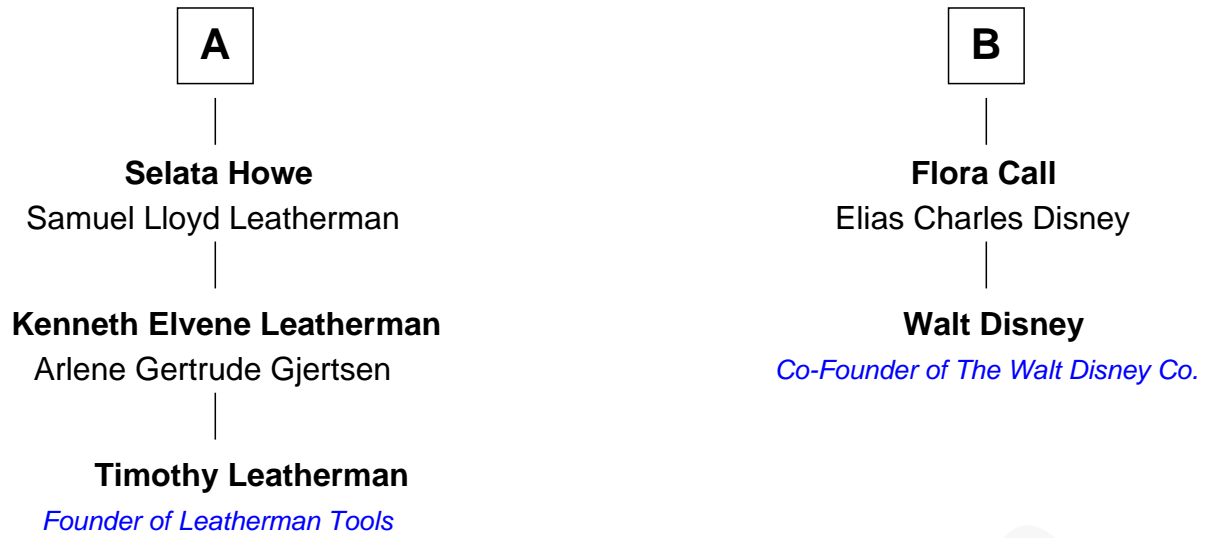 A
Selata Howe
Samuel Lloyd Leatherman
Kenneth Elvene Leatherman
Arlene Gertrude Gjertsen
Timothy Leatherman
Founder of Leatherman Tools
B
Flora Call
Elias Charles Disney
Walt Disney
Co-Founder of The Walt Disney Co.